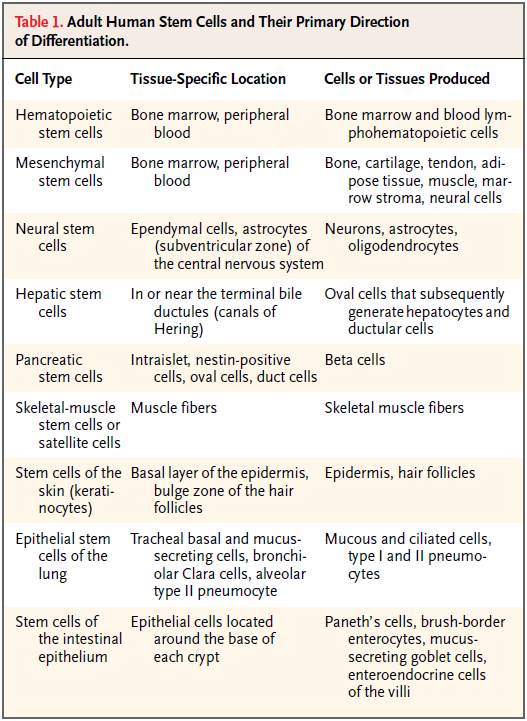 Table 1. Adult Human Stem Cells and Their Primary Direction
of Differentiation.
Cell Type Tissue-Specific Location Cells or Tissues Produced
Hematopoietic Bone marrow, peripheral Bone marrow and blood lym-
stem cells blood phohematopoietic cells
Mesenchymal Bone marrow, peripheral Bone, cartilage, tendon, adi-
stem cells blood pose tissue, muscle, mar-
row stroma, neural cells
Neural stem Ependymal cells, astrocytes Neurons, astrocytes,
cells (subventricular zone) of oligodendrocytes
the central nervous system
Hepatic stem In or near the terminal bile Oval cells that subsequently
cells ductules (canals of generate hepatocytes and
Hering) ductular cells
Pancreatic Intraislet, nestin-positive Beta cells
stem cells cells, oval cells, duct cells
Skeletal-muscle Muscle fibers Skeletal muscle fibers
stem cells or
satellite cells
Stem cells of the Basal layer of the epidermis, Epidermis, hair follicles
skin (kerati- bulge zone of the hair
nocytes) follicles
Epithelial stem Tracheal basal and mucus- Mucous and ciliated cells,
cells of the secreting cells, bronchi- type I and II pneumo-
lung olar Clara cells, alveolar cytes
type II pneumocyte
Stem cells of Epithelial cells located Paneth's cells, brush-border
the intestinal around the base of enterocytes, mucus-
epithelium each crypt secreting goblet cells,
enteroendocrine cells
of the villi